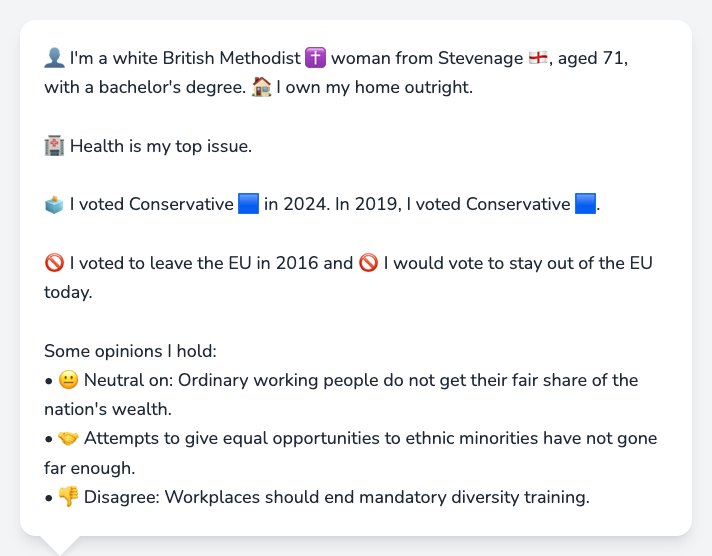 👤 I'm a white British Methodist ✝️ woman from Stevenage 🏴󠁧󠁢󠁥󠁮󠁧󠁿, aged 71,
with a bachelor's degree. 🏠 I own my home outright.
🏥 Health is my top issue.
🗳️ I voted Conservative 🟦 in 2024. In 2019, I voted Conservative 🟦.
🚫 I voted to leave the EU in 2016 and 🚫 I would vote to stay out of the EU
today.
Some opinions I hold:
• 😐 Neutral on: Ordinary working people do not get their fair share of the
nation's wealth.
• 🤝 Attempts to give equal opportunities to ethnic minorities have not gone
far enough.
• 👎 Disagree: Workplaces should end mandatory diversity training.